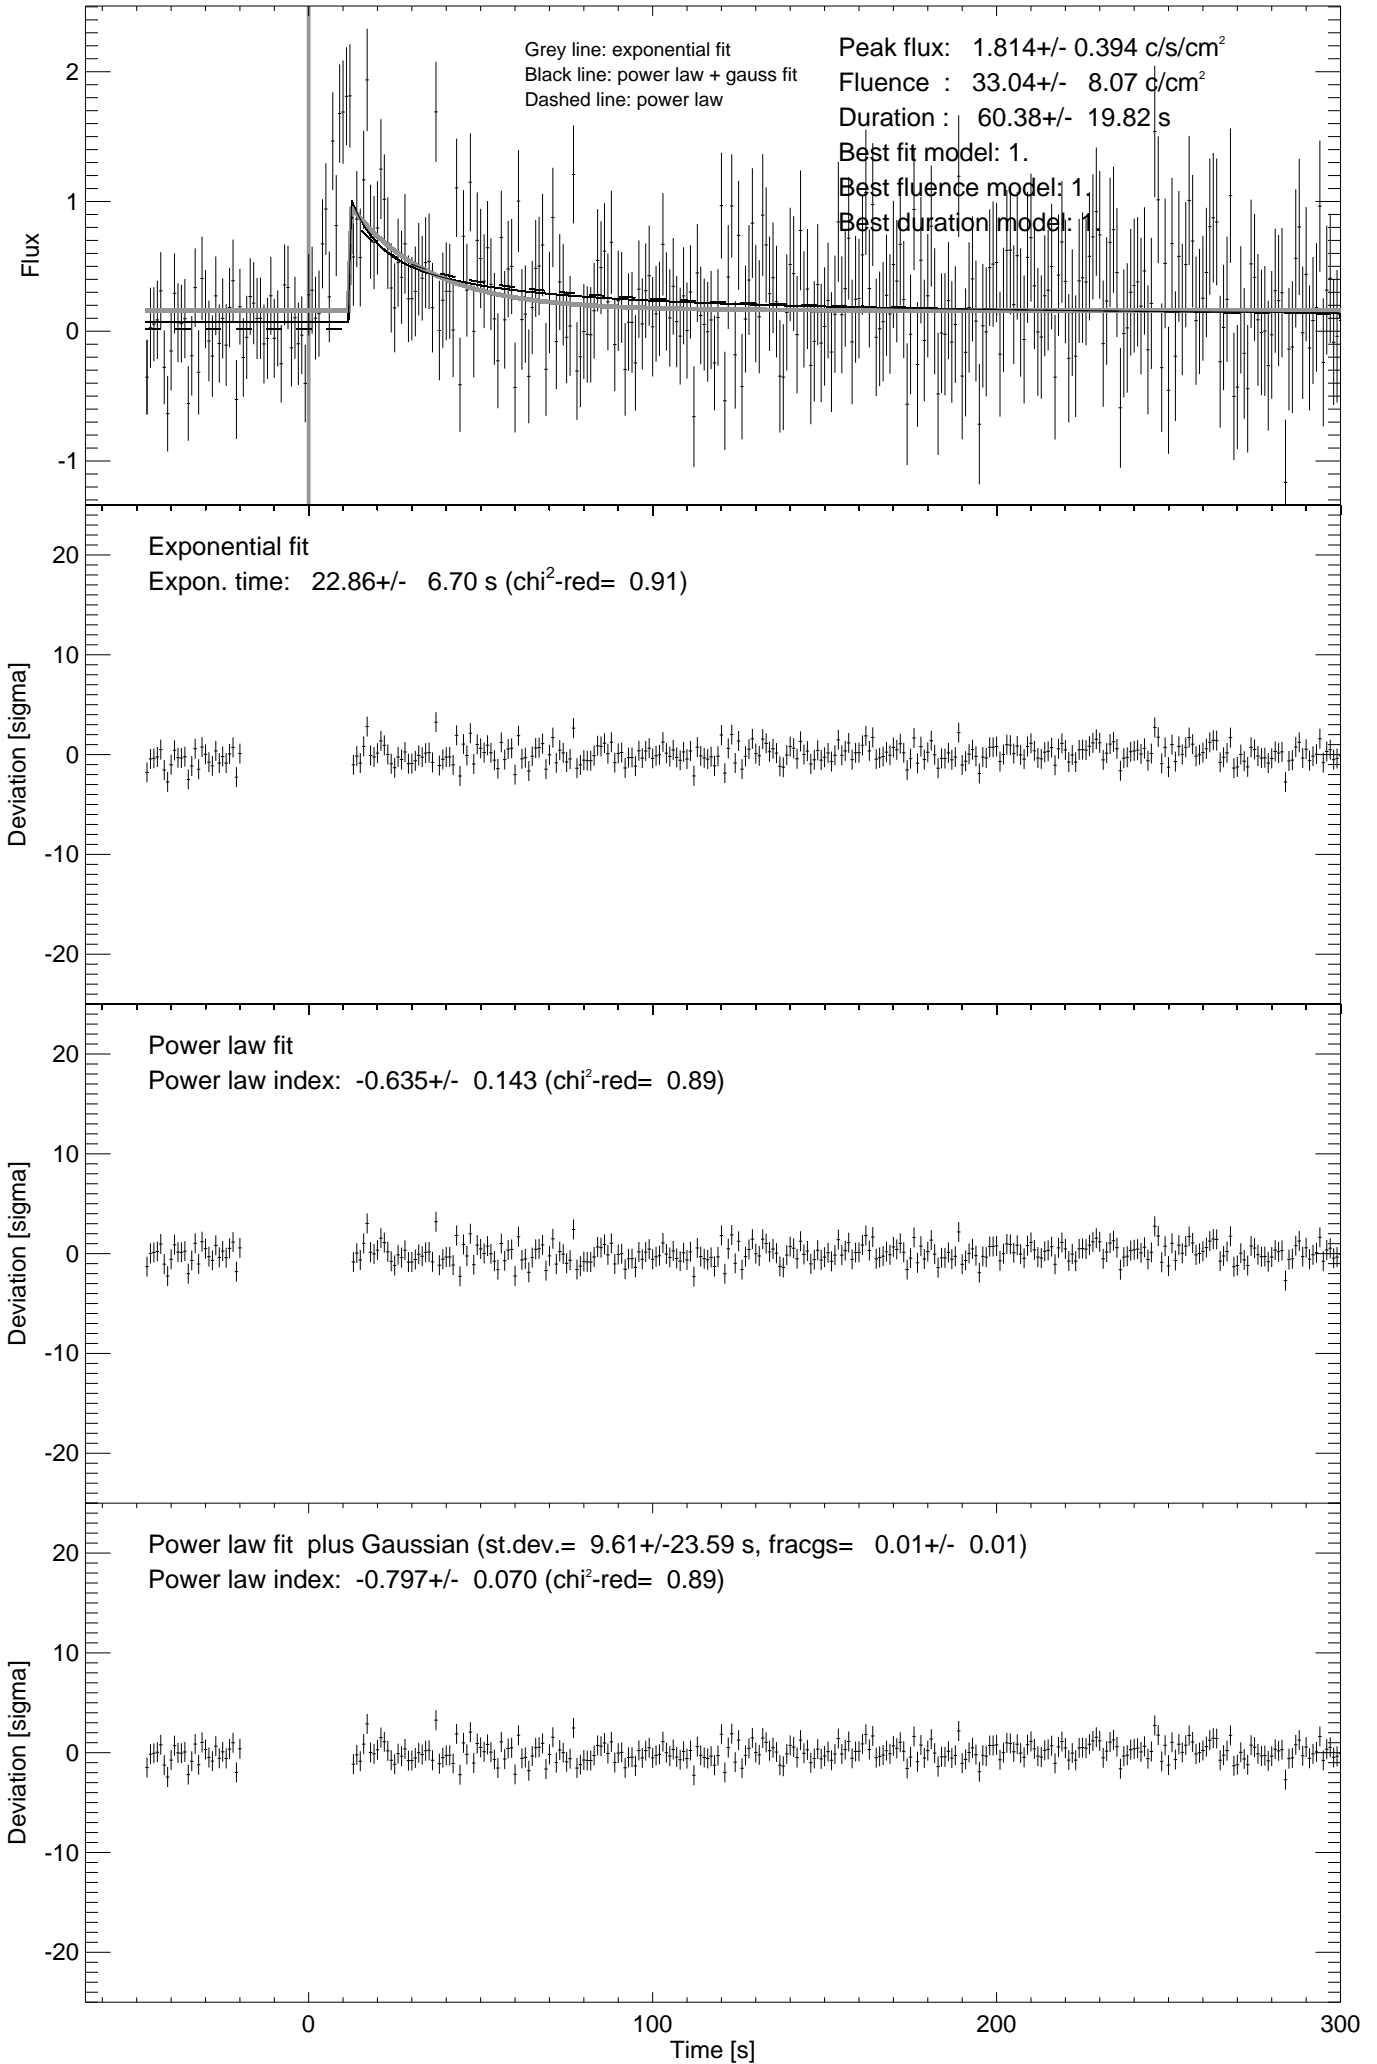 Grey line: exponential fit
Black line: power law + gauss fit
Dashed line: power law
Peak flux: 1.814+/- 0.394 c/s/cm²
Fluence : 33.04+/- 8.07 c/cm²
Duration : 60.38+/- 19.82 s
Best fit model: 1.
Best fluence model: 1.
Best duration model: 1.
2
1
0
-1
Flux
Exponential fit
Expon. time: 22.86+/- 6.70 s (chi²-red= 0.91)
20
10
0
-10
-20
Deviation [sigma]
Power law fit
Power law index: -0.635+/- 0.143 (chi²-red= 0.89)
20
10
0
-10
-20
Deviation [sigma]
Power law fit plus Gaussian (st.dev.= 9.61+/-23.59 s, fracgs= 0.01+/- 0.01)
Power law index: -0.797+/- 0.070 (chi²-red= 0.89)
20
10
0
-10
-20
Deviation [sigma]
0 100 200 300
Time [s]